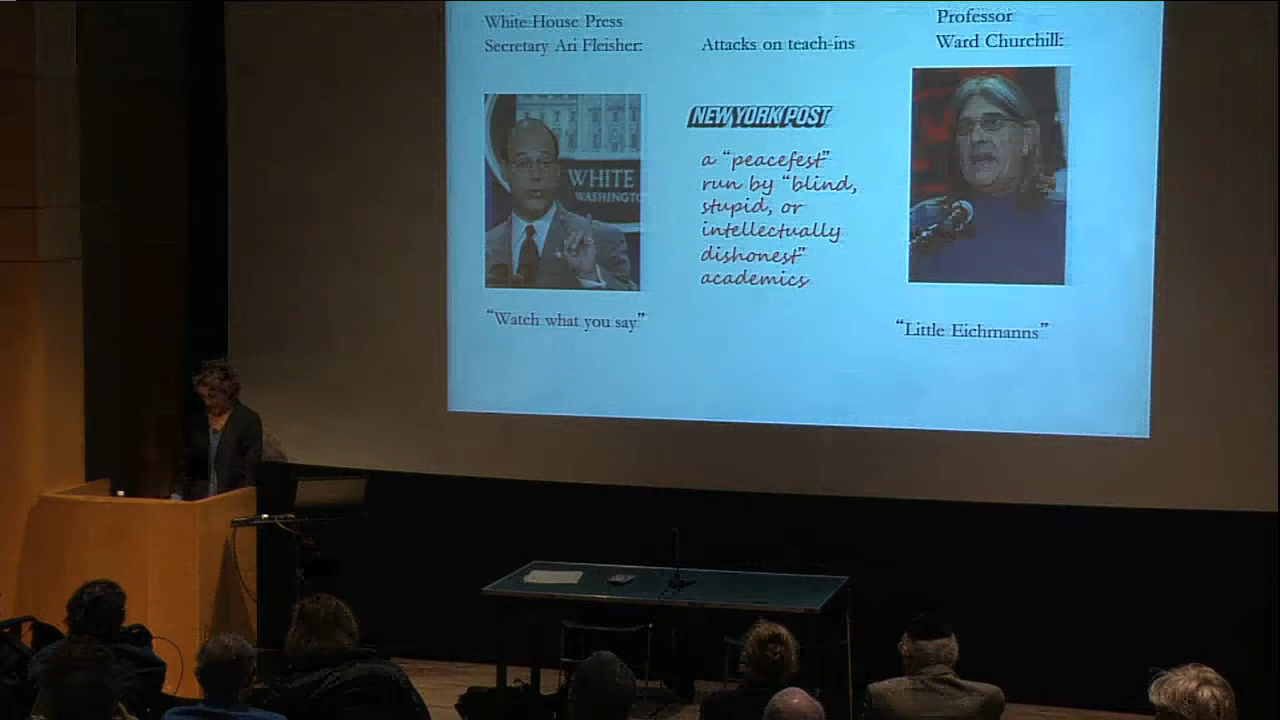 White House Press
Secretary Ari Fleisher:
Attacks on teach-ins
Professor
Ward Churchill:
WHITE
WASHINGTO
NEW YORK POST
a "peacefest"
run by "blind,
stupid, or
intellectually
dishonest"
academics
"Watch what you say"
"Little Eichmanns"